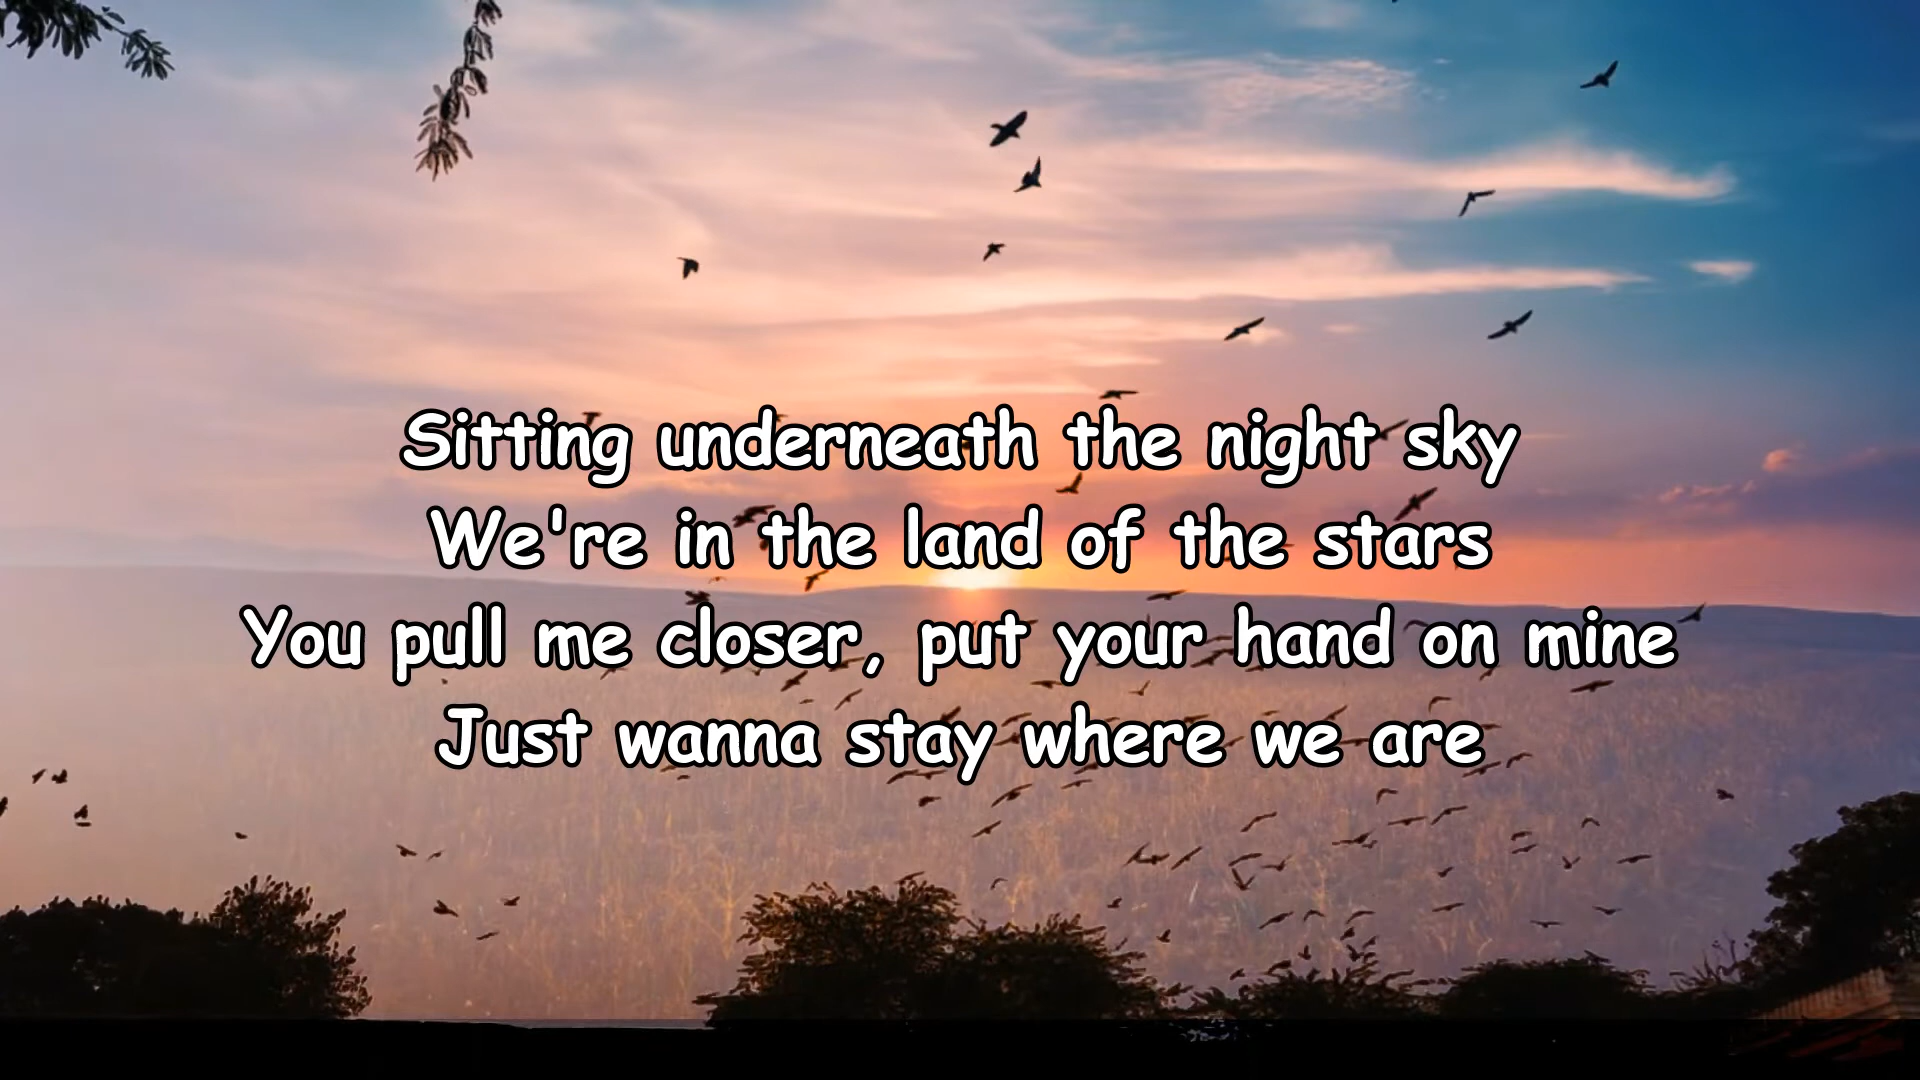 Sitting underneath the night sky
We're in the land of the stars
You pull me closer, put your hand on mine
Just wanna stay where we are